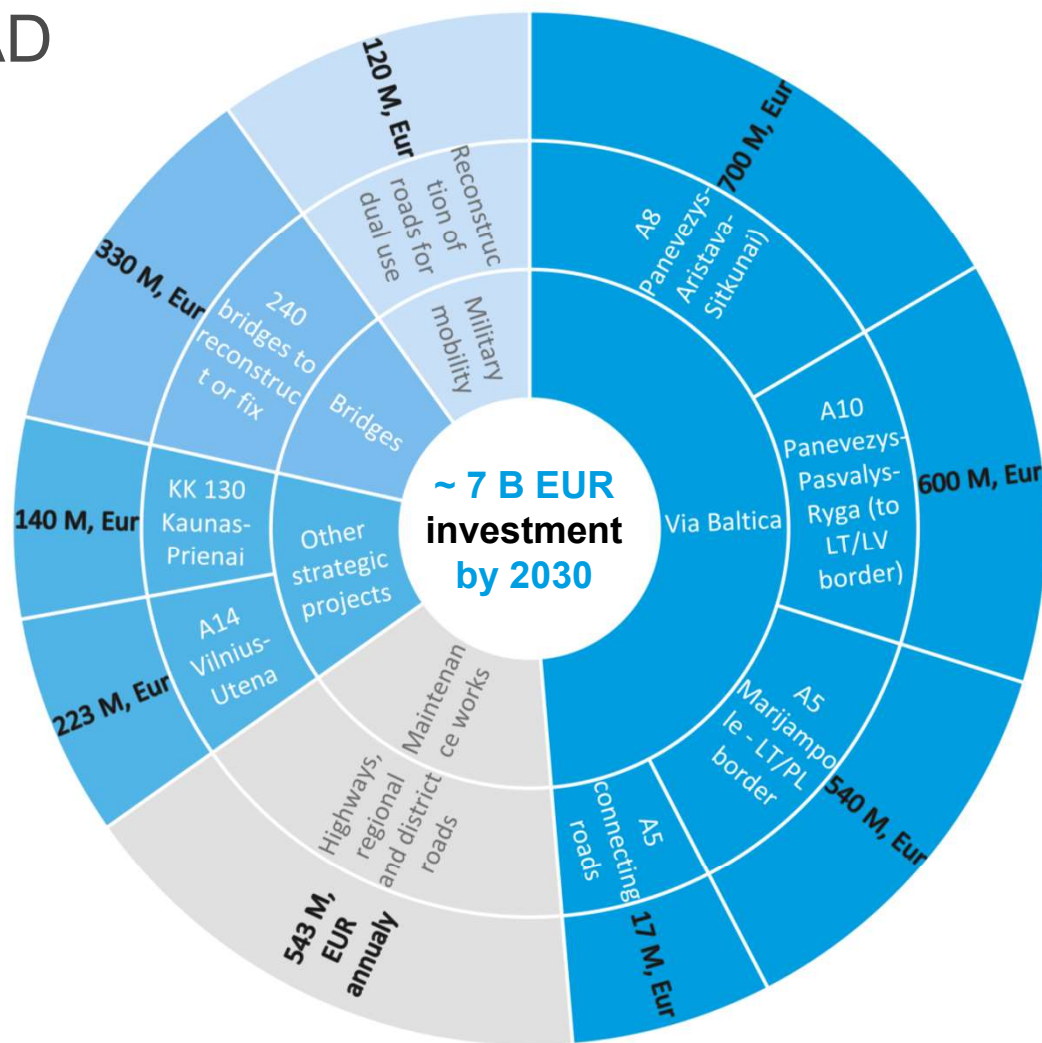 AD
~ 7 B EUR
investment
by 2030
Via Baltica
A8
Panevezys-
Aristava-
Sitkunai)
700 M, Eur
A10
Panevezys-
Pasvalys-
Ryga (to
LT/LV
border)
600 M, Eur
A5
Marijampo
le - LT/PL
border
540 M, Eur
A5
connecting
roads
17 M, Eur
Maintenan
ce works
Highways,
regional
and district
roads
543 M,
EUR
annualy
Other
strategic
projects
A14
Vilnius-
Utena
223 M, Eur
KK 130
Kaunas-
Prienai
140 M, Eur
Bridges
240
bridges to
reconstruc
t or fix
330 M, Eur
Military
mobility
Reconstruc
tion of
roads for
dual use
120 M, Eur